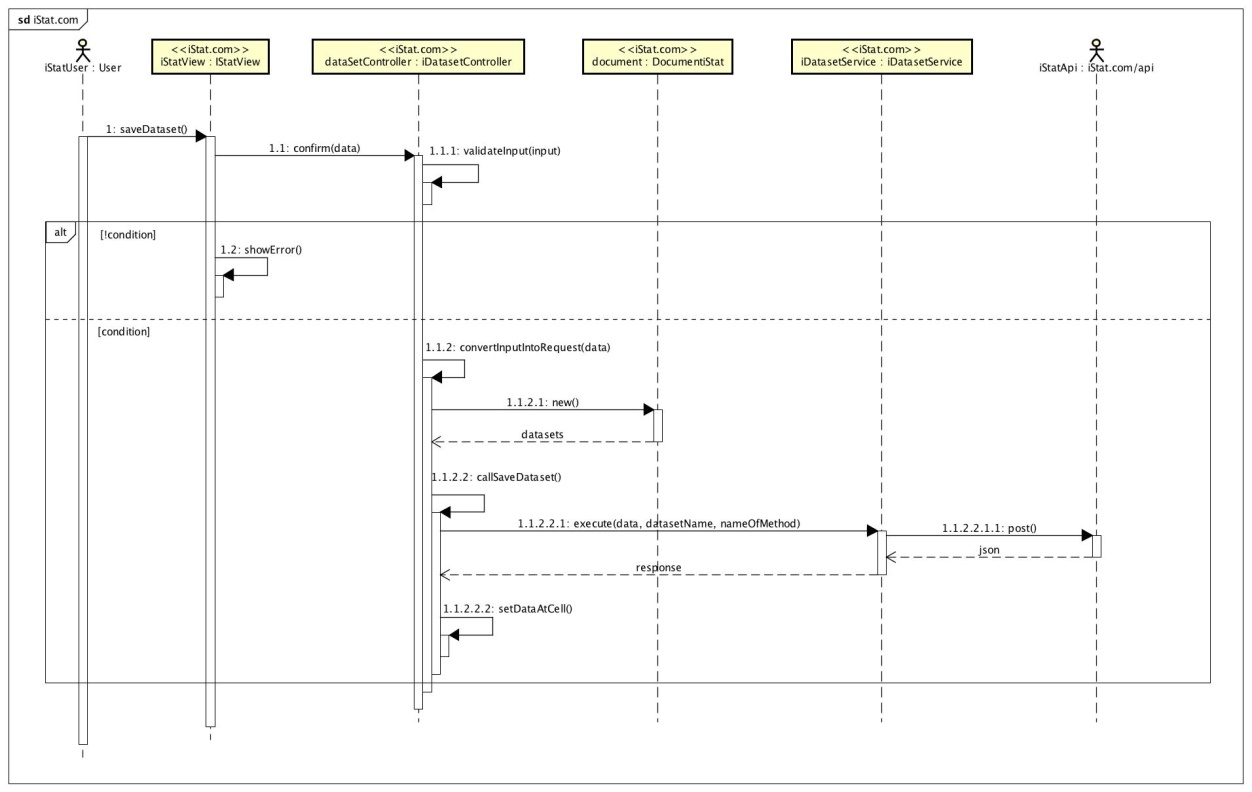 sd iStat.com
iStatUser : User
<<iStat.com>>
iStatView : IStatView
<<iStat.com>>
dataSetController : iDatasetController
<<iStat.com>>
document : DocumentiStat
<<iStat.com>>
iDatasetService : iDatasetService
iStatApi : iStat.com/api
1: saveDataset()
1.1: confirm(data)
1.1.1: validateInput(input)
alt
[!condition]
1.2: showError()
[condition]
1.1.2: convertInputIntoRequest(data)
1.1.2.1: new()
datasets
1.1.2.2: callSaveDataset()
1.1.2.2.1: execute(data, datasetName, nameOfMethod)
1.1.2.2.1.1: post()
json
response
1.1.2.2.2: setDataAtCell()